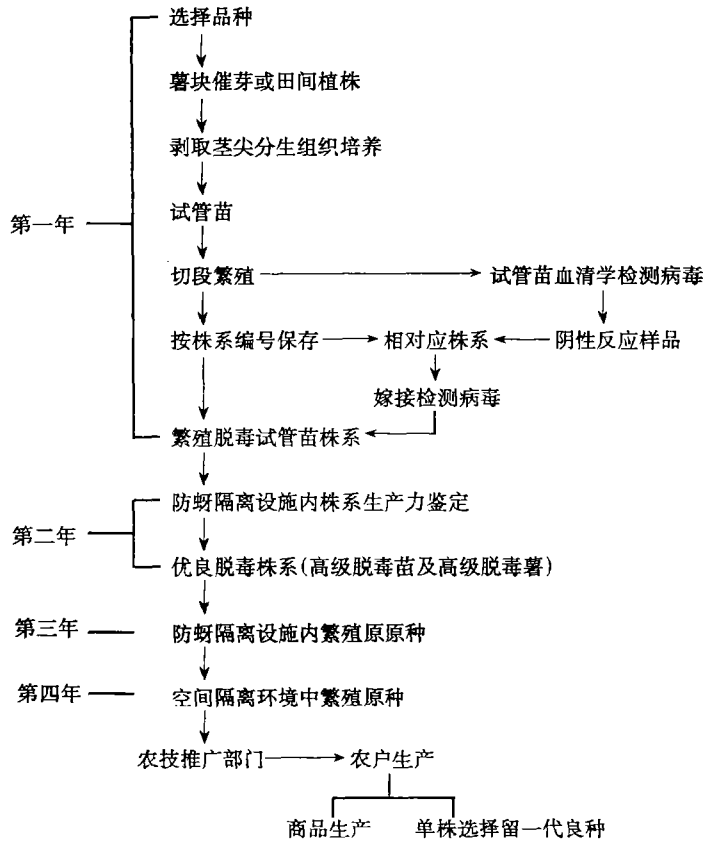 选择品种
薯块催芽或田间植株
剥取茎尖分生组织培养
第一年
试管苗
切段繁殖
试管苗血清学检测病毒
按株系编号保存
相对应株系
阴性反应样品
嫁接检测病毒
繁殖脱毒试管苗株系
防蚜隔离设施内株系生产力鉴定
第二年
优良脱毒株系(高级脱毒苗及高级脱毒薯)
第三年
防蚜隔离设施内繁殖原原种
第四年
空间隔离环境中繁殖原种
农技推广部门
农户生产
商品生产
单株选择留一代良种